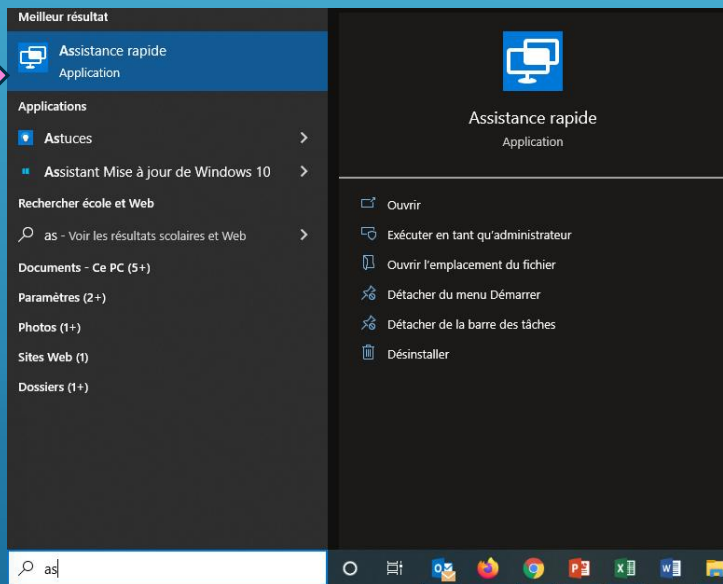 Meilleur résultat
Assistance rapide
Application
Applications
Astuces
Assistant Mise à jour de Windows 10
Rechercher école et Web
as - Voir les résultats scolaires et Web
Documents - Ce PC (5+)
Paramètres (2+)
Photos (1+)
Sites Web (1)
Dossiers (1+)
as
Assistance rapide
Application
Ouvrir
Exécuter en tant qu'administrateur
Ouvrir l'emplacement du fichier
Détacher du menu Démarrer
Détacher de la barre des tâches
Désinstaller